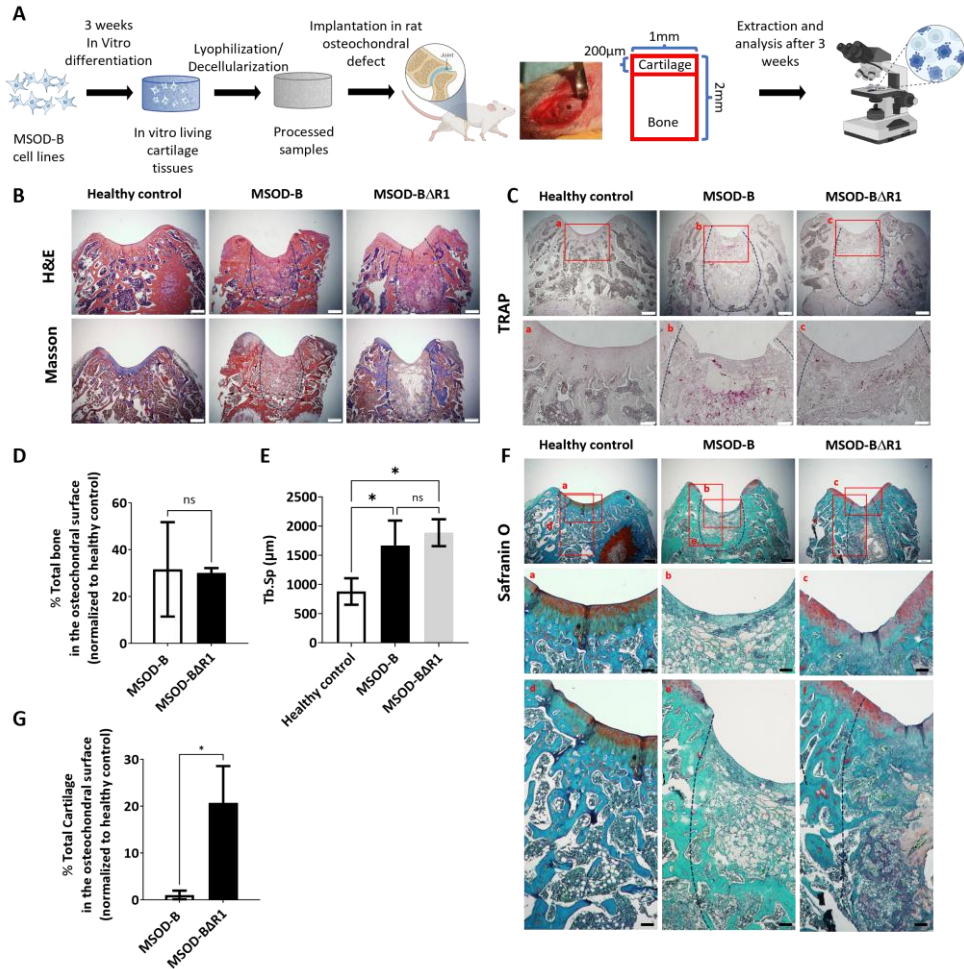 A
3 weeks
In Vitro
differentiation
Lyophilization/
Decellularization
Implantation in rat
osteochondral
defect
Joint
1mm
200µm
Cartilage
Bone
2mm
Extraction and
analysis after 3
weeks
MSOD-B
cell lines
In vitro living
cartilage
tissues
Processed
samples
B
Healthy control
MSOD-B
MSOD-BΔR1
H&E
Masson
C
Healthy control
MSOD-B
MSOD-BΔR1
TRAP
a
b
c
a
b
c
D
% Total bone
in the osteochondral surface
(normalized to healthy control)
60
40
20
0
ns
MSOD-B
MSOD-BΔR1
E
Tb.Sp (µm)
2500
2000
1500
1000
500
0
*
*
ns
Healthy control
MSOD-B
MSOD-BΔR1
F
Healthy control
MSOD-B
MSOD-BΔR1
Safranin O
a
d
b
e
c
a
b
c
d
e
f
G
% Total Cartilage
in the osteochondral surface
(normalized to healthy control)
30
20
10
0
*
MSOD-B
MSOD-BΔR1